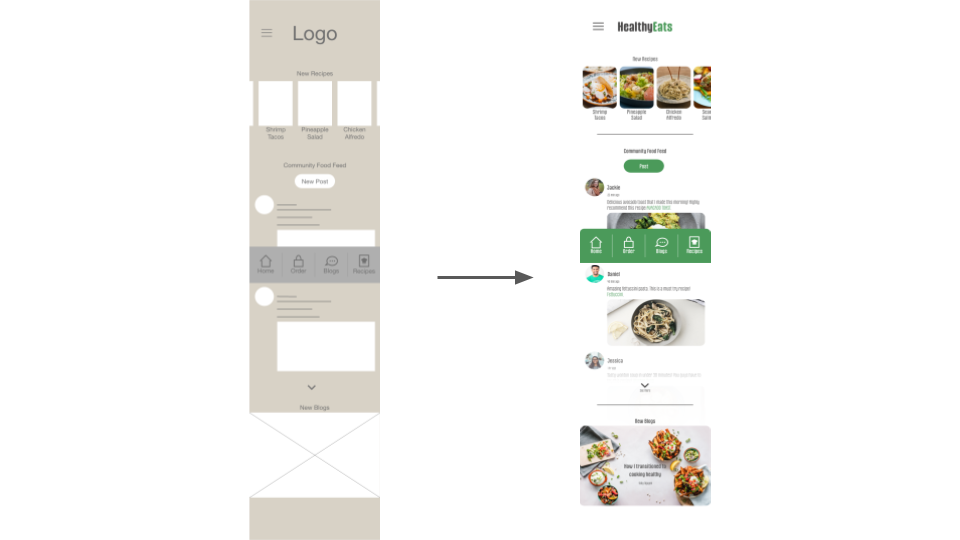 Logo
New Recipes
Shrimp
Tacos
Pineapple
Salad
Chicken
Alfredo
Community Food Feed
New Post
Home
Order
Blogs
Recipes
New Blogs
HealthyEats
New Recipes
Shrimp
Tacos
Pineapple
Salad
Chicken
Alfredo
Community Food Feed
Post
Zackie
Delicious avocado toast that I made this morning! Highly
recommend this recipe
Home
Order
Blogs
Recipes
Daniel
Amazing fettuccini pasta. This is a must try recipe!
Fettuccini
Jessica
New Blogs
How I transitioned to
cooking healthy